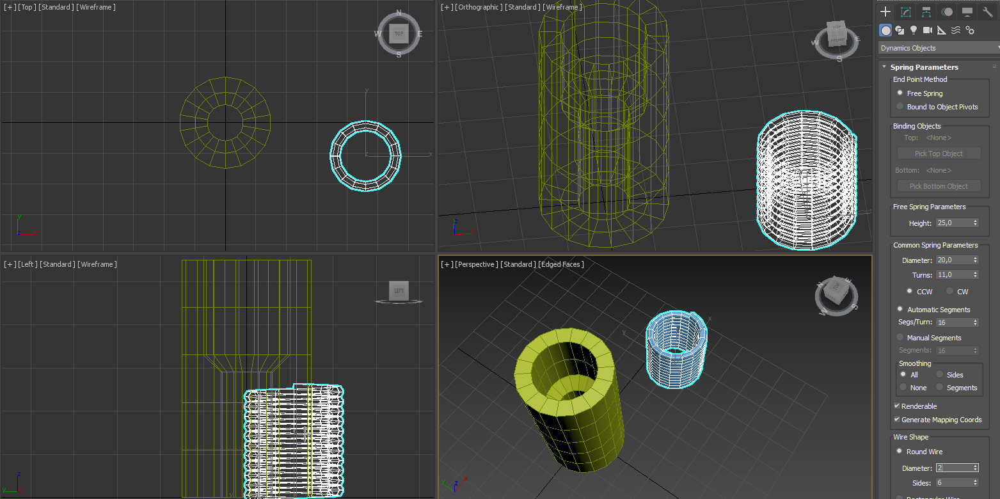 [+] [Top] [Standard] [Wireframe]
N
W
TOP
E
S
y
x
z
y
z
x
[+] [Orthographic] [Standard] [Wireframe]
TOP
FRONT
W
E
S
z
x
[+] [Left] [Standard] [Wireframe]
LEFT
z
y
y
[+] [Perspective] [Standard] [Edged Faces]
N
E
TOP
W
S
x
y
y
z
x
Dynamics Objects
Spring Parameters
End Point Method
Free Spring
Bound to Object Pivots
Binding Objects
Top: <None>
Pick Top Object
Bottom: <None>
Pick Bottom Object
Free Spring Parameters
Height: 25,0
Common Spring Parameters
Diameter: 20,0
Turns: 11,0
CCW CW
Automatic Segments
Segs/Turn: 16
Manual Segments
Segments: 16
Smoothing
All Sides
None Segments
Renderable
Generate Mapping Coords
Wire Shape
Round Wire
Diameter: 2
Sides: 6
Rectangular Wire